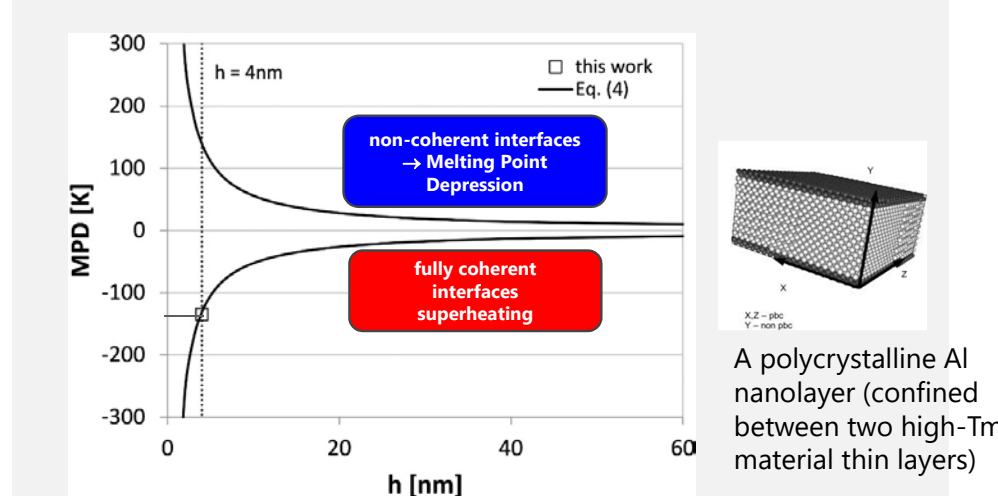 300
200
100
0
-100
-200
-300
MPD [K]
h = 4nm
this work
Eq. (4)
non-coherent interfaces
→ Melting Point
Depression
fully coherent
interfaces
superheating
0
20
40
60
h [nm]
Y
X
Z
X,Z – pbc
Y – non pbc
A polycrystalline Al
nanolayer (confined
between two high-Tm
material thin layers)